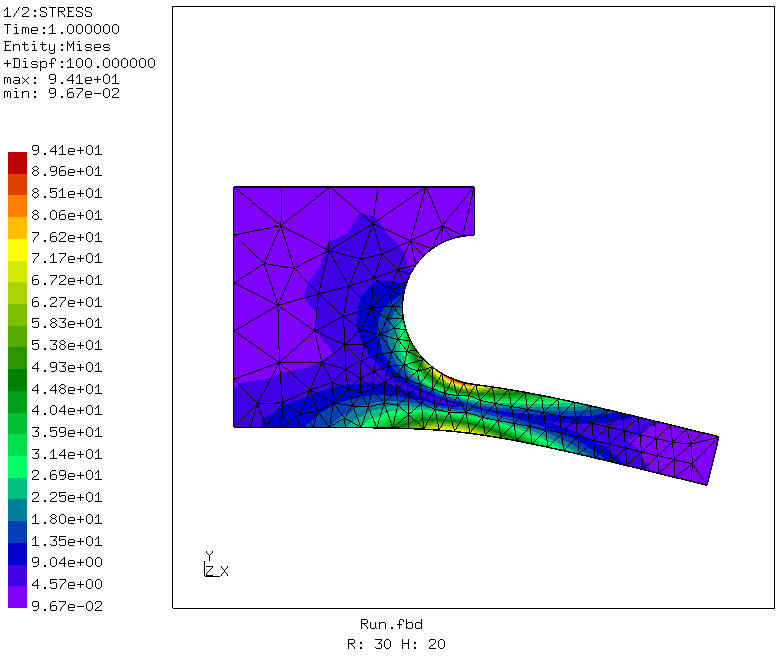 1/2:STRESS
Time:1.000000
Entity:Mises
+Dispf:100.000000
max: 9.41e+01
min: 9.67e-02
9.41e+01
8.96e+01
8.51e+01
8.06e+01
7.62e+01
7.17e+01
6.72e+01
6.27e+01
5.83e+01
5.38e+01
4.93e+01
4.48e+01
4.04e+01
3.59e+01
3.14e+01
2.69e+01
2.25e+01
1.80e+01
1.35e+01
9.04e+00
4.57e+00
9.67e-02
Y
Z X
Run.fbd
R: 30 H: 20